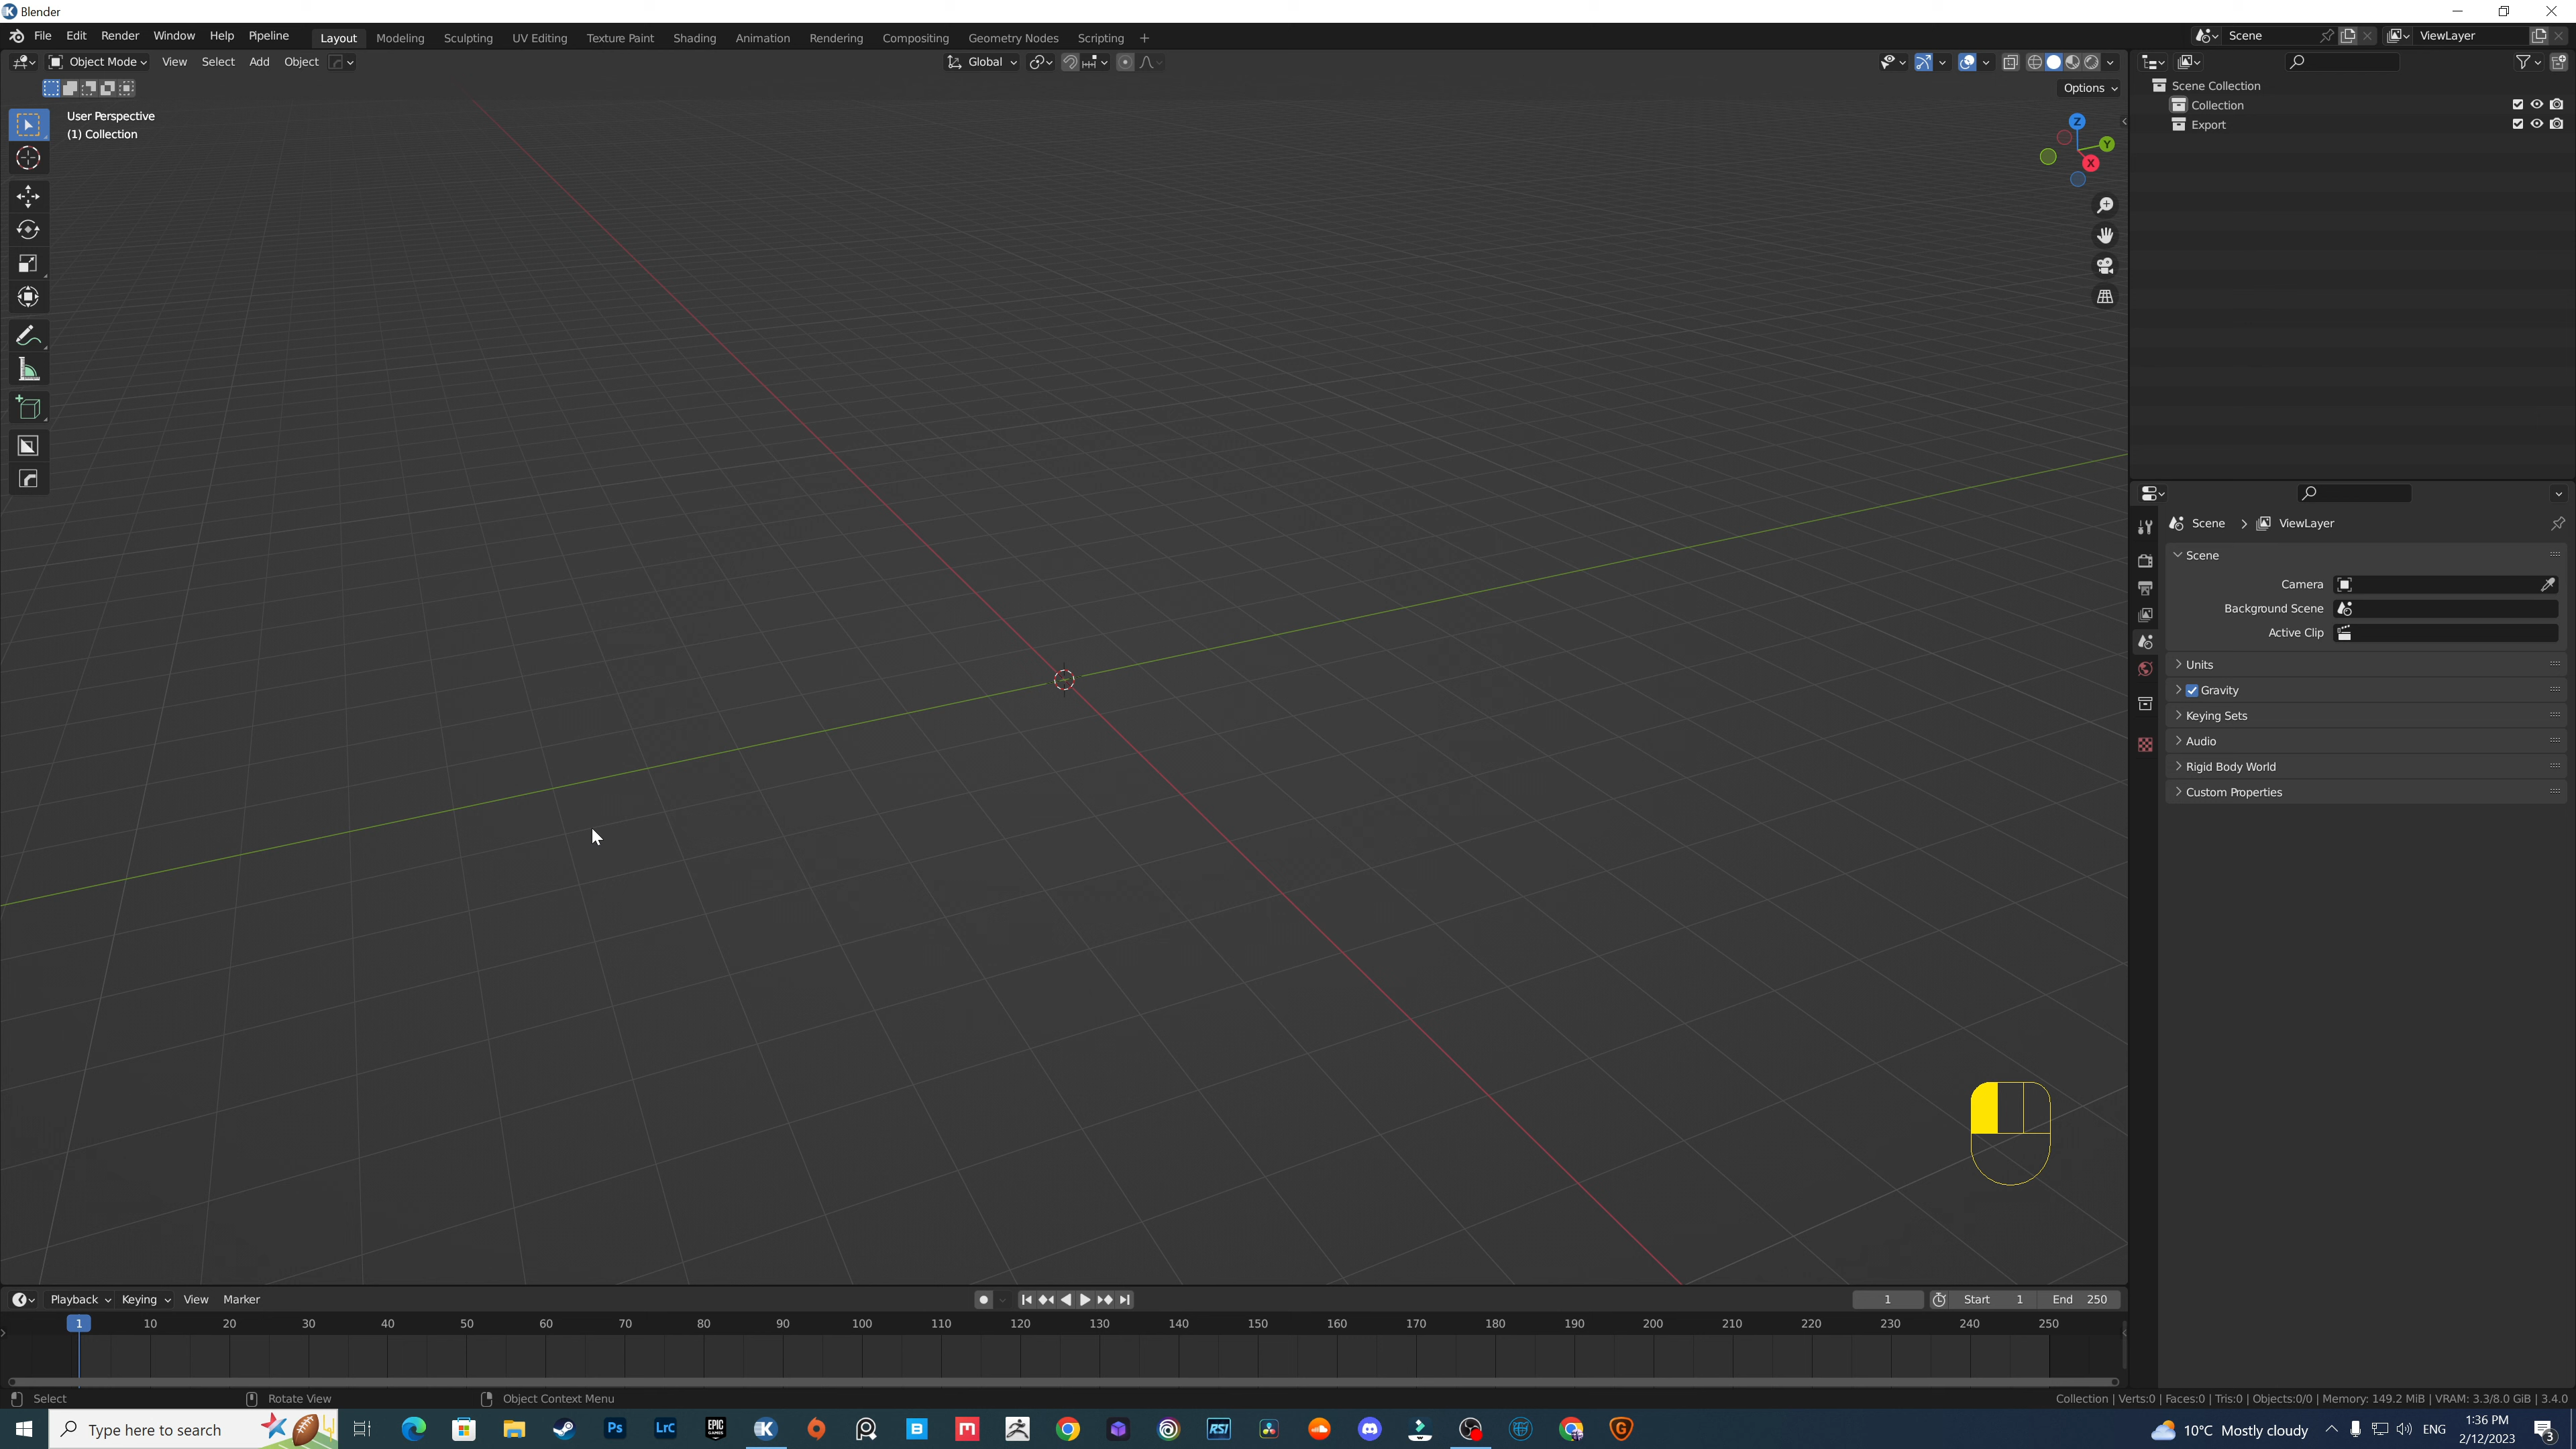 Blender
File Edit Render Window Help Pipeline Layout Modeling Sculpting UV Editing Texture Paint Shading Animation Rendering Compositing Geometry Nodes Scripting + Scene ViewLayer
Object Mode View Select Add Object Global
Options
User Perspective
(1) Collection
Z
Y
X
Scene Collection
Collection
Export
Scene > ViewLayer
Scene
Camera
Background Scene
Active Clip
Units
Gravity
Keying Sets
Audio
Rigid Body World
Custom Properties
Playback Keying View Marker 1 Start 1 End 250
1 10 20 30 40 50 60 70 80 90 100 110 120 130 140 150 160 170 180 190 200 210 220 230 240 250
Select Rotate View Object Context Menu Collection | Verts:0 | Faces:0 | Tris:0 | Objects:0/0 | Memory: 149.2 MiB | VRAM: 3.3/8.0 GiB | 3.4.0
Type here to search Ps Lrc EPIC GAMES K B M RSI G 10°C Mostly cloudy ENG 1:36 PM
2/12/2023 3